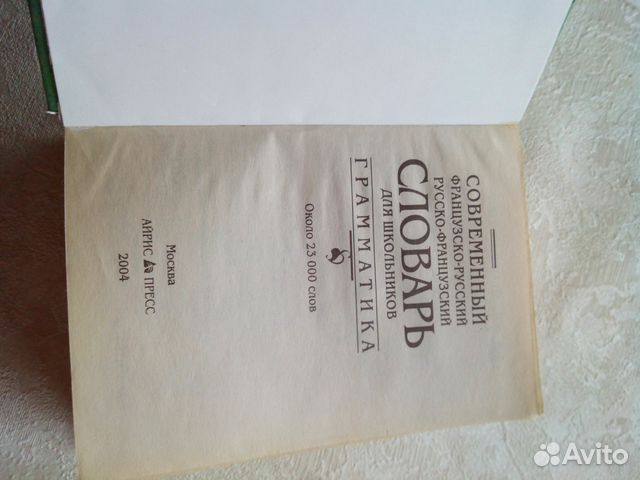 СОВРЕМЕННЫЙ
ФРАНЦУЗСКО-РУССКИЙ
РУССКО-ФРАНЦУЗСКИЙ
СЛОВАРЬ
ДЛЯ ШКОЛЬНИКОВ
ГРАММАТИКА
Около 23 000 слов
Москва
АЙРИС ПРЕСС
2004
Avito